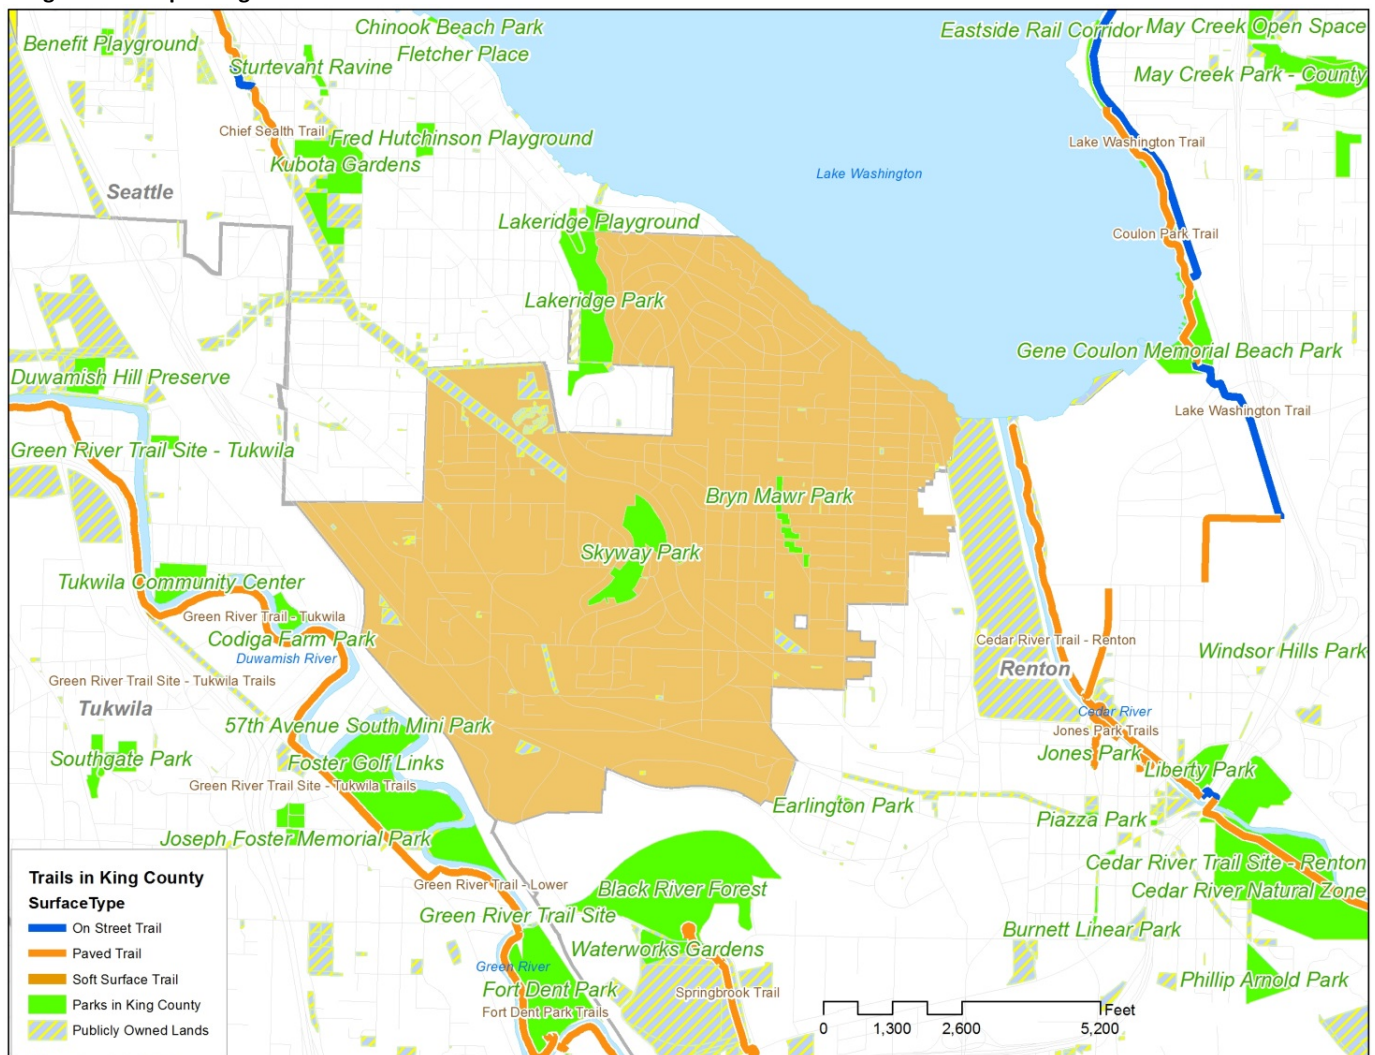 Chinook Beach Park
Eastside Rail Corridor
May Creek Open Space
Benefit Playground
Fletcher Place
Sturtevant Ravine
May Creek Park - County
Chief Sealth Trail
Fred Hutchinson Playground
Lake Washington Trail
Kubota Gardens
Lake Washington
Seattle
Lakeridge Playground
Coulon Park Trail
Lakeridge Park
Gene Coulon Memorial Beach Park
Duwamish Hill Preserve
Lake Washington Trail
Green River Trail Site - Tukwila
Bryn Mawr Park
Skyway Park
Tukwila Community Center
Green River Trail - Tukwila
Codiga Farm Park
Cedar River Trail - Renton
Duwamish River
Windsor Hills Park
Renton
Green River Trail Site - Tukwila Trails
Tukwila
Cedar River
57th Avenue South Mini Park
Jones Park Trails
Southgate Park
Foster Golf Links
Jones Park
Liberty Park
Green River Trail Site - Tukwila Trails
Earlington Park
Piazza Park
Joseph Foster Memorial Park
Cedar River Trail Site - Renton
Trails in King County
Green River Trail - Lower
Black River Forest
Cedar River Natural Zone
SurfaceType
Green River Trail Site
On Street Trail
Burnett Linear Park
Paved Trail
Waterworks Gardens
Green River
Soft Surface Trail
Phillip Arnold Park
Fort Dent Park
Springbrook Trail
Parks in King County
Fort Dent Park Trails
Feet
Publicly Owned Lands
0 1,300 2,600 5,200